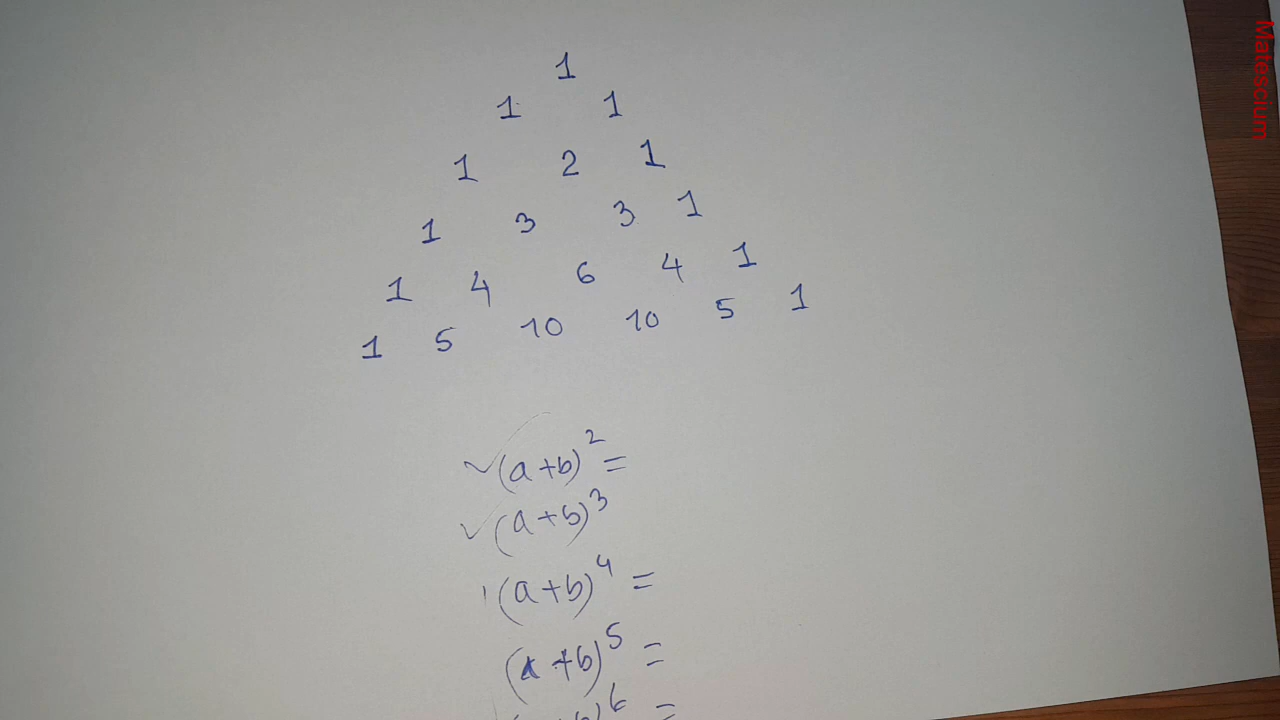 1
1 1
1 2 1
1 3 3 1
1 4 6 4 1
1 5 10 10 5 1
(a+b)²=
(a+b)³
(a+b)⁴ =
(a+b)⁵ =
Matescium